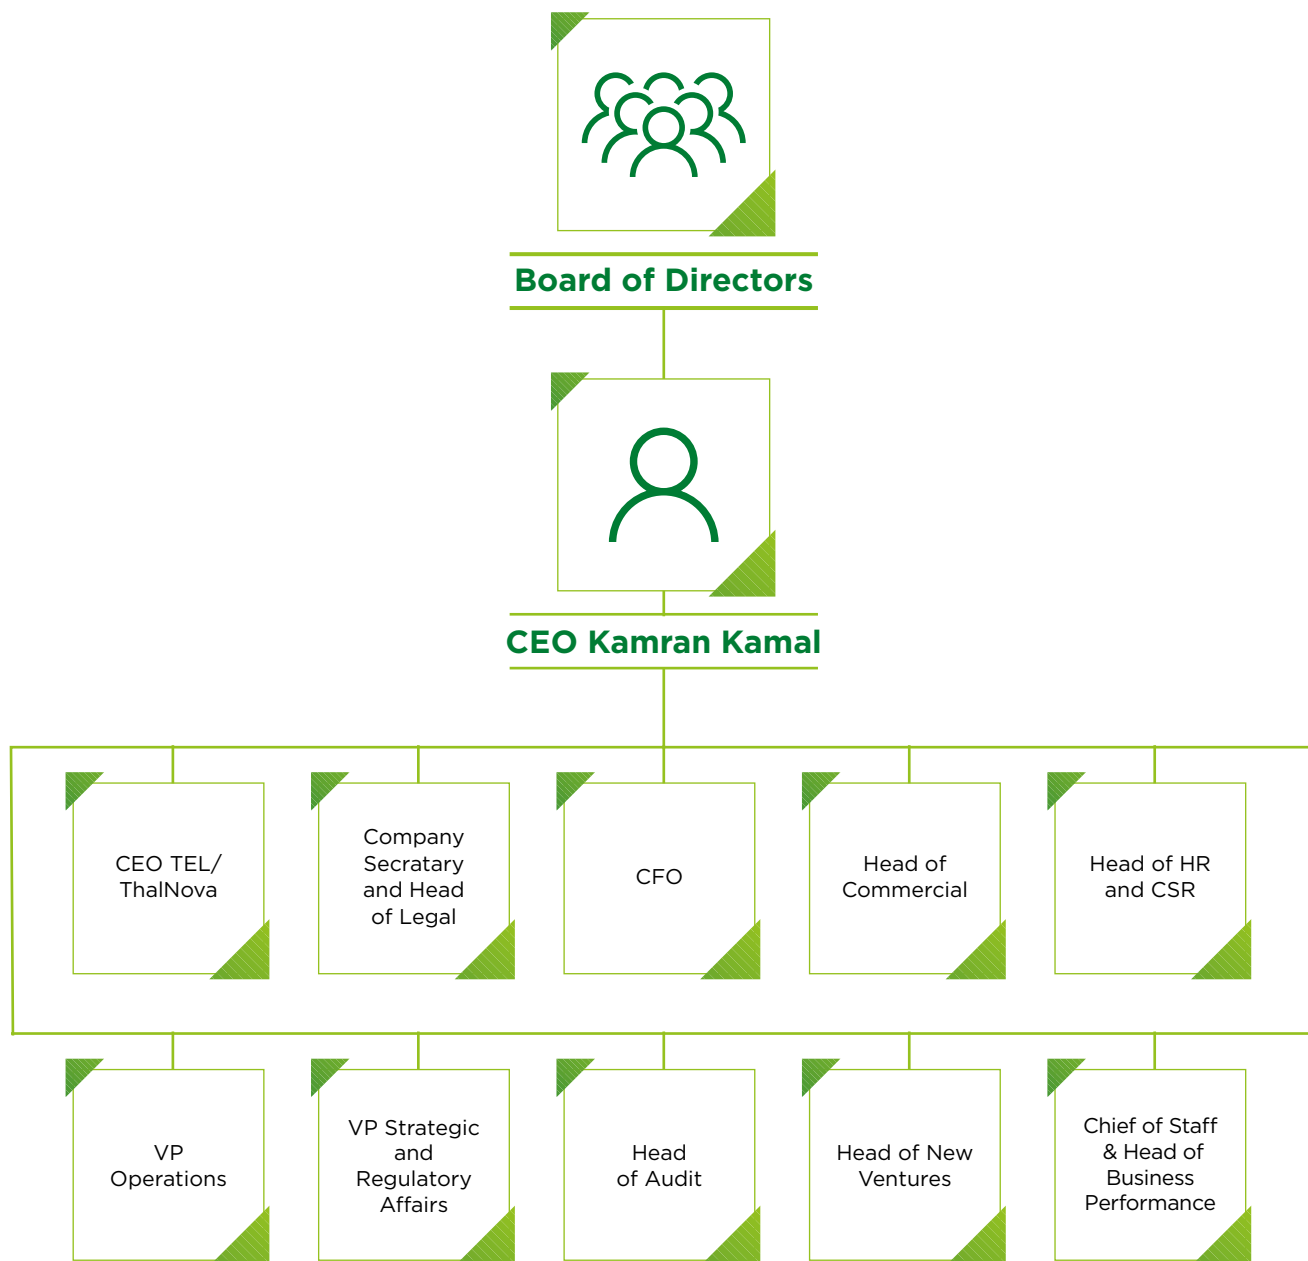 Board of Directors
CEO Kamran Kamal
CEO TEL/
ThalNova
Company
Secratary
and Head
of Legal
CFO
Head of
Commercial
Head of HR
and CSR
VP
Operations
VP Strategic
and
Regulatory
Affairs
Head
of Audit
Head of New
Ventures
Chief of Staff
& Head of
Business
Performance